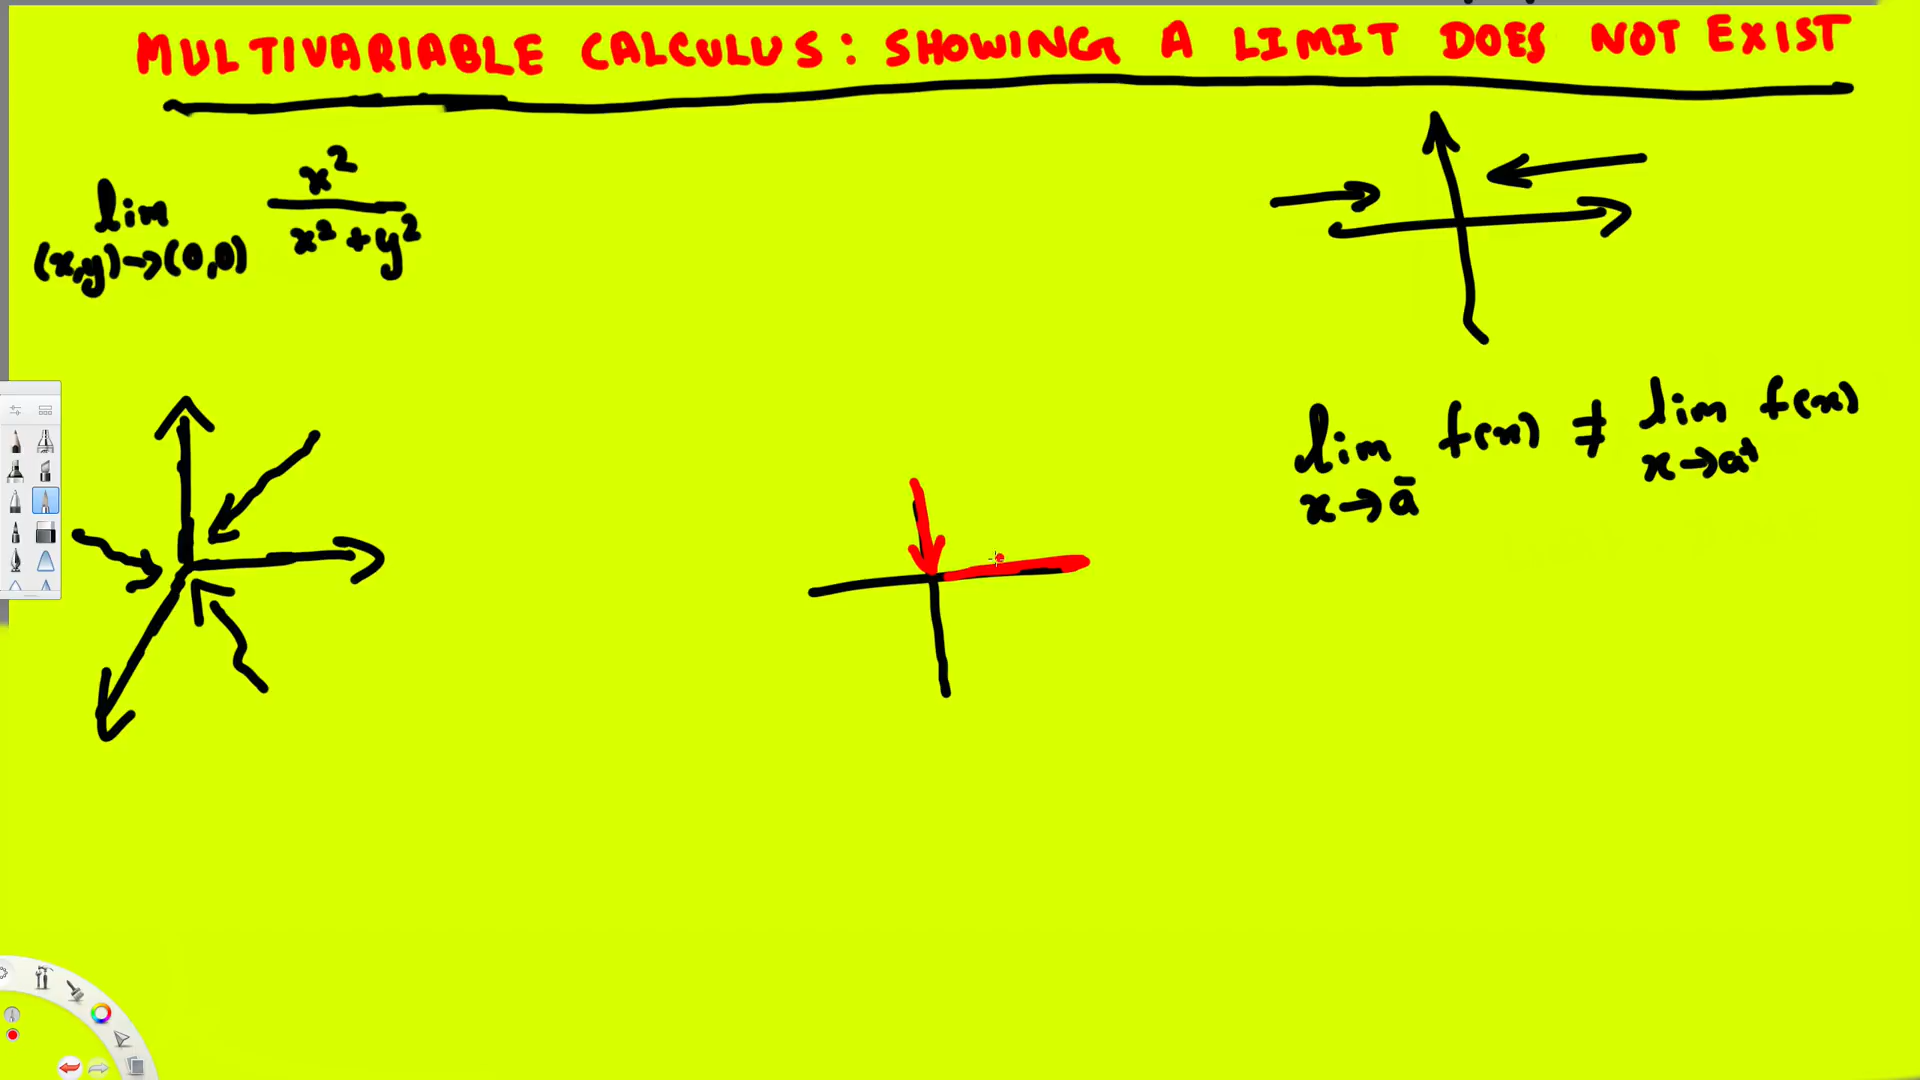 MULTIVARIABLE CALCULUS: SHOWING A LIMIT DOES NOT EXIST
lim (x,y)→(0,0) x²/(x²+y²)
lim x→a⁻ f(x) ≠ lim x→a⁺ f(x)